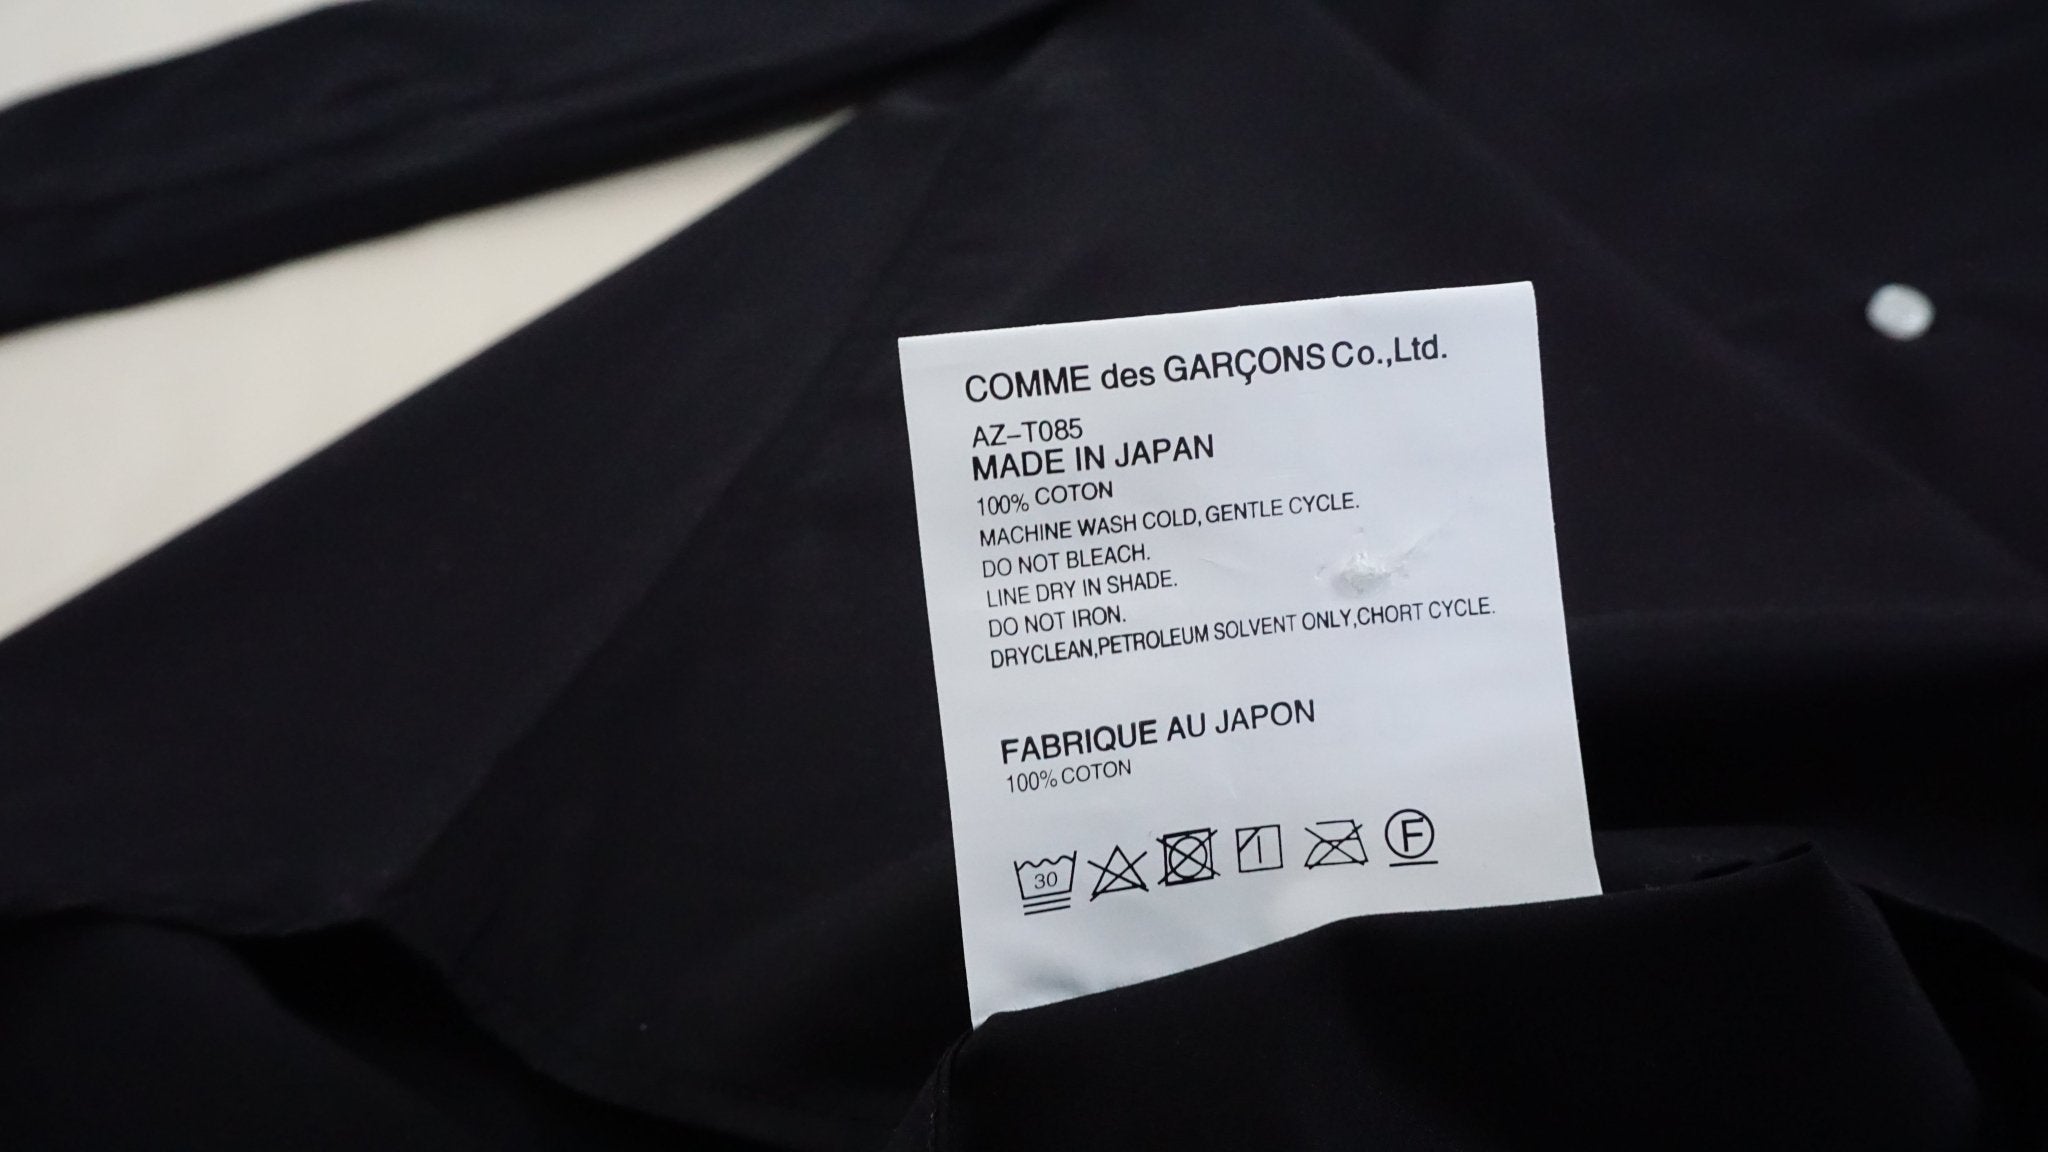 COMME des GARÇONS Co.,Ltd.
AZ-T085
MADE IN JAPAN
100% COTON
MACHINE WASH COLD, GENTLE CYCLE.
DO NOT BLEACH.
LINE DRY IN SHADE.
DO NOT IRON.
DRYCLEAN,PETROLEUM SOLVENT ONLY,CHORT CYCLE.
FABRIQUE AU JAPON
100% COTON
30 F